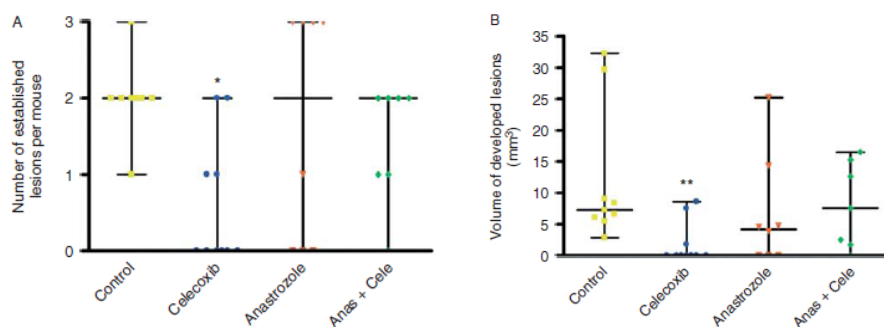 A
Number of established
lesions per mouse
3
2
1
0
*
Control
Celecoxib
Anastrozole
Anas + Cele
B
Volume of developed lesions
(mm³)
35
30
25
20
15
10
5
0
**
Control
Celecoxib
Anastrozole
Anas + Cele